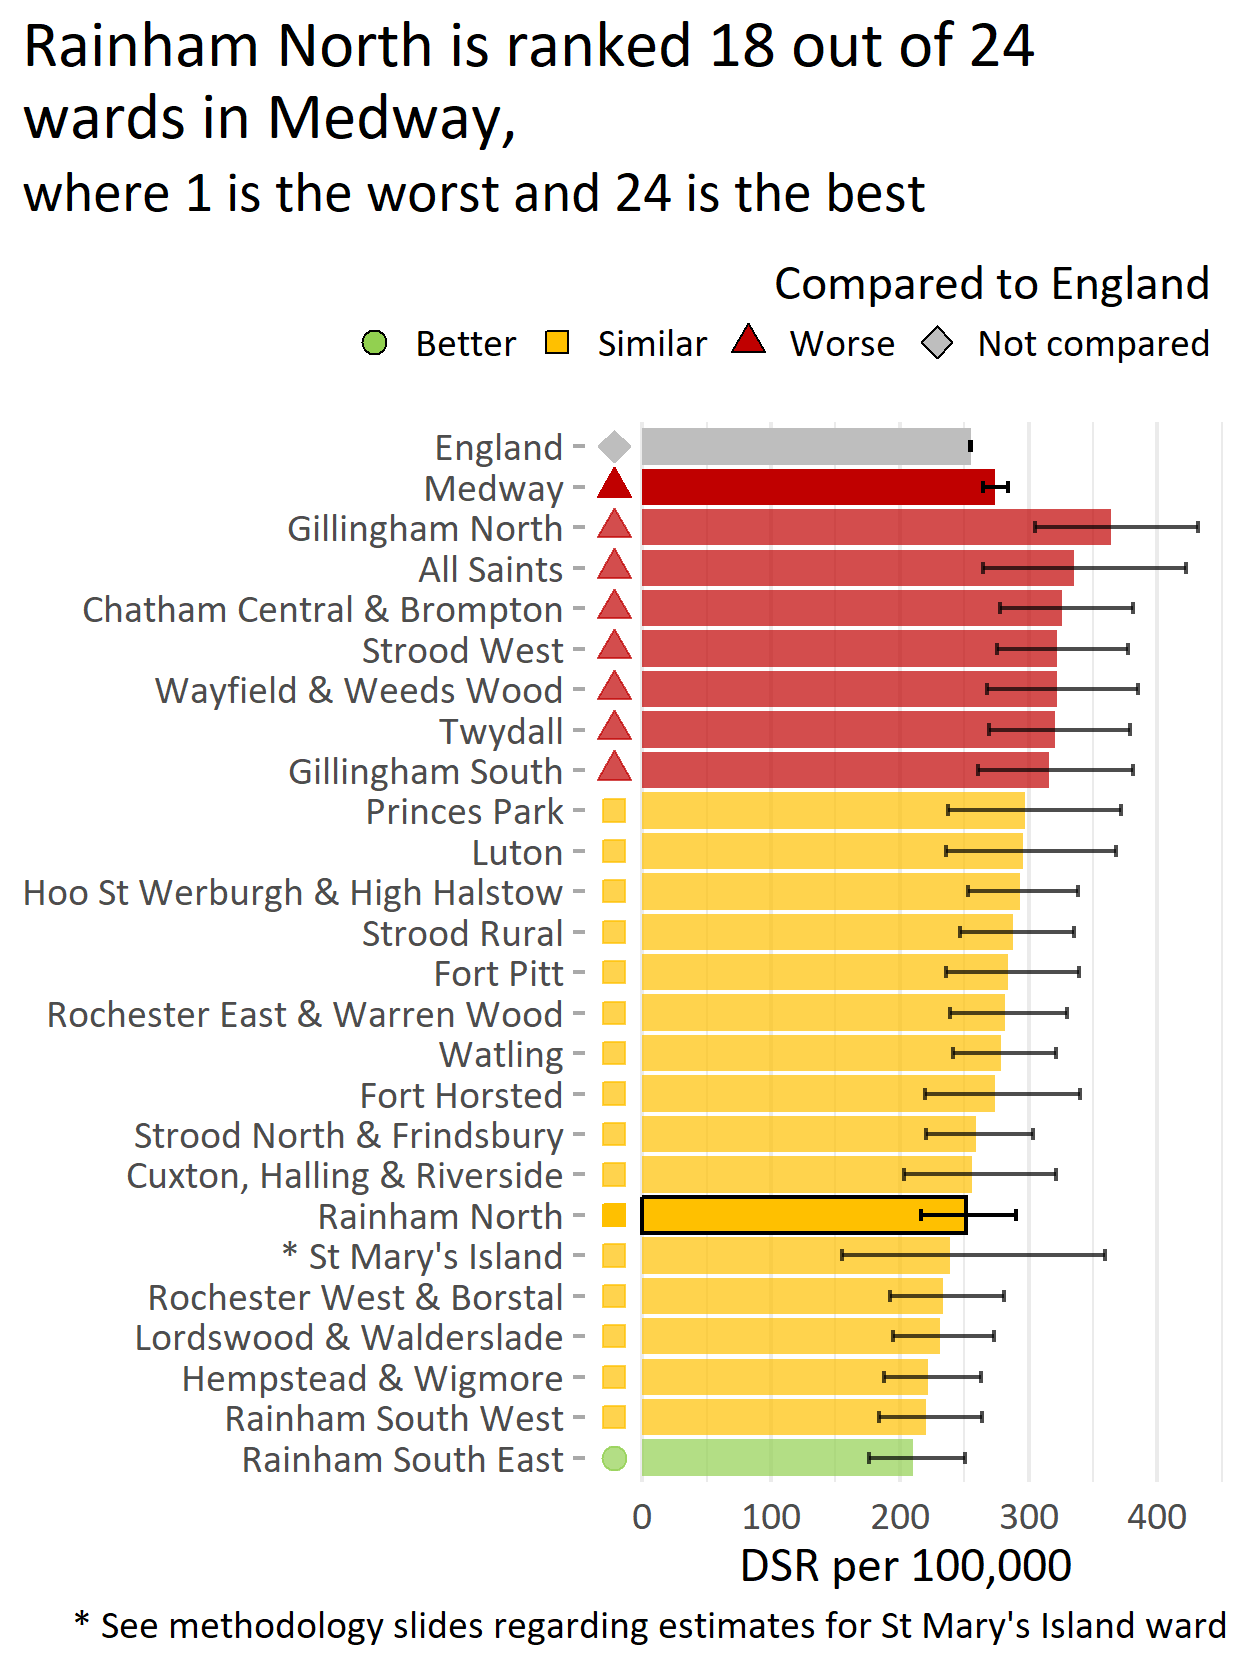 Rainham North is ranked 18 out of 24
wards in Medway,
where 1 is the worst and 24 is the best
Compared to England
Better Similar Worse Not compared
England
Medway
Gillingham North
All Saints
Chatham Central & Brompton
Strood West
Wayfield & Weeds Wood
Twydall
Gillingham South
Princes Park
Luton
Hoo St Werburgh & High Halstow
Strood Rural
Fort Pitt
Rochester East & Warren Wood
Watling
Fort Horsted
Strood North & Frindsbury
Cuxton, Halling & Riverside
Rainham North
* St Mary's Island
Rochester West & Borstal
Lordswood & Walderslade
Hempstead & Wigmore
Rainham South West
Rainham South East
0 100 200 300 400
DSR per 100,000
* See methodology slides regarding estimates for St Mary's Island ward